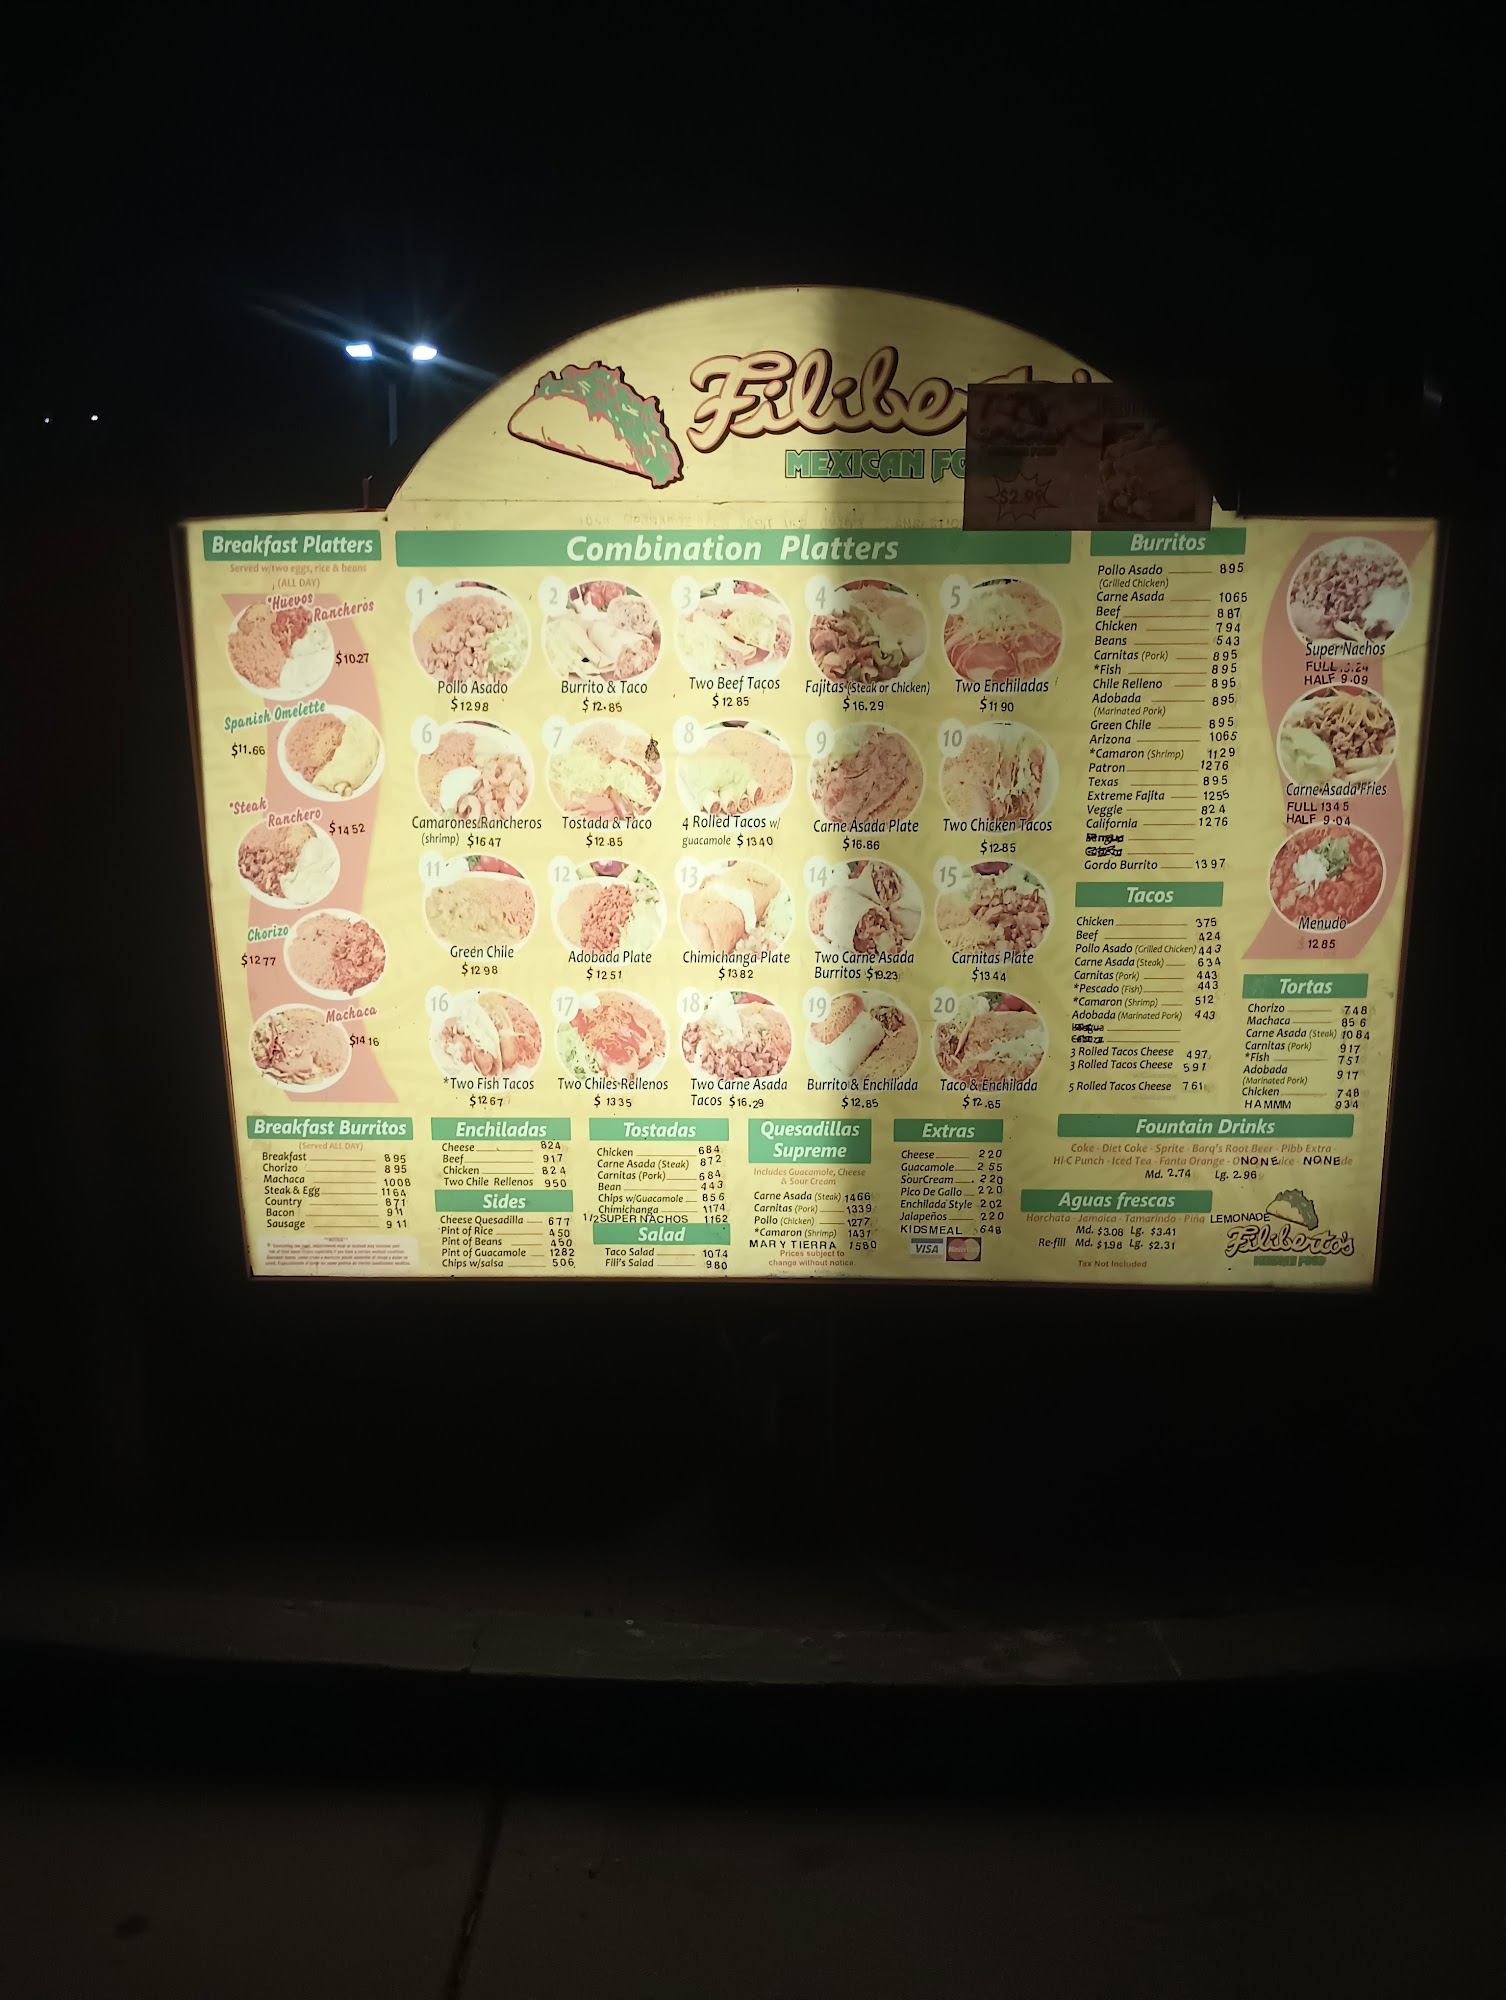 Filibe
MEXICAN FO
$2.99
Breakfast Platters
Served w/two eggs, rice & beans
(ALL DAY)
*Huevos
Rancheros
$10.27
Spanish Omelette
$11.66
*Steak
Ranchero
$14 52
Chorizo
$12 77
Machaca
$14 16
Combination Platters
1
Pollo Asado
$ 12 98
2
Burrito & Taco
$ 12.85
3
Two Beef Tacos
$ 12 85
4
Fajitas (Steak or Chicken)
$ 16.29
5
Two Enchiladas
$ 11 90
6
Camarones Rancheros
(shrimp) $16 47
7
Tostada & Taco
$ 12.85
8
4 Rolled Tacos w/
guacamole $ 13 40
9
Carne Asada Plate
$ 16.86
10
Two Chicken Tacos
$ 12.85
11
Green Chile
$ 12 98
12
Adobada Plate
$ 12 51
13
Chimichanga Plate
$ 13 82
14
Two Carne Asada
Burritos $19.23
15
Carnitas Plate
$13 44
16
*Two Fish Tacos
$12 67
17
Two Chiles Rellenos
$ 13 35
18
Two Carne Asada
Tacos $16.29
19
Burrito & Enchilada
$12.85
20
Taco & Enchilada
$12.85
Burritos
Pollo Asado 895
(Grilled Chicken)
Carne Asada 1065
Beef 887
Chicken 794
Beans 543
Carnitas (Pork) 895
*Fish 895
Chile Relleno 895
Adobada 895
(Marinated Pork)
Green Chile 895
Arizona 1065
*Camaron (Shrimp) 1129
Patron 1276
Texas 895
Extreme Fajita 1255
Veggie 824
California 1276
Gordo Burrito 1397
Super Nachos
FULL
HALF 9.09
Carne Asada Fries
FULL 1345
HALF 9.04
Menudo
12 85
Tacos
Chicken 375
Beef 424
Pollo Asado (Grilled Chicken) 443
Carne Asada (Steak) 634
Carnitas (Pork) 443
*Pescado (Fish) 443
*Camaron (Shrimp) 512
Adobada (Marinated Pork) 443
3 Rolled Tacos Cheese 497
3 Rolled Tacos Cheese 591
5 Rolled Tacos Cheese 761
Tortas
Chorizo 748
Machaca 856
Carne Asada (Steak) 1084
Carnitas (Pork) 917
*Fish 751
Adobada 917
(Marinated Pork)
Chicken 748
HAMMM 934
Breakfast Burritos
(Served ALL DAY)
Breakfast 895
Chorizo 895
Machaca 1008
Steak & Egg 1164
Country 871
Bacon 911
Sausage 911
Enchiladas
Cheese 824
Beef 917
Chicken 824
Two Chile Rellenos 950
Sides
Cheese Quesadilla 677
Pint of Rice 450
Pint of Beans 450
Pint of Guacamole 1282
Chips w/salsa 506
Tostadas
Chicken 684
Carne Asada (Steak) 872
Carnitas (Pork) 684
Bean 443
Chips w/Guacamole 856
Chimichanga 1174
1/2SUPER NACHOS 1162
Salad
Taco Salad 1074
Fili's Salad 980
Quesadillas
Supreme
Includes Guacamole, Cheese
& Sour Cream
Carne Asada (Steak) 1466
Carnitas (Pork) 1339
Pollo (Chicken) 1277
*Camaron (Shrimp) 1437
MAR Y TIERRA 1580
Prices subject to
change without notice.
Extras
Cheese 220
Guacamole 255
SourCream 220
Pico De Gallo 220
Enchilada Style 202
Jalapeños 220
KIDSMEAL 648
VISA MasterCard
Fountain Drinks
Coke - Diet Coke - Sprite - Barq's Root Beer - Pibb Extra -
Hi-C Punch - Iced Tea - Fanta Orange - NONE NONE
Md. 2.74 Lg. 2.96
Aguas frescas
Horchata - Jamaica - Tamarindo - Piña LEMONADE
Md. $3.08 Lg. $3.41
Re-fill Md. $1.98 Lg. $2.31
Tax Not Included
Filiberto's
MEXICAN FOOD